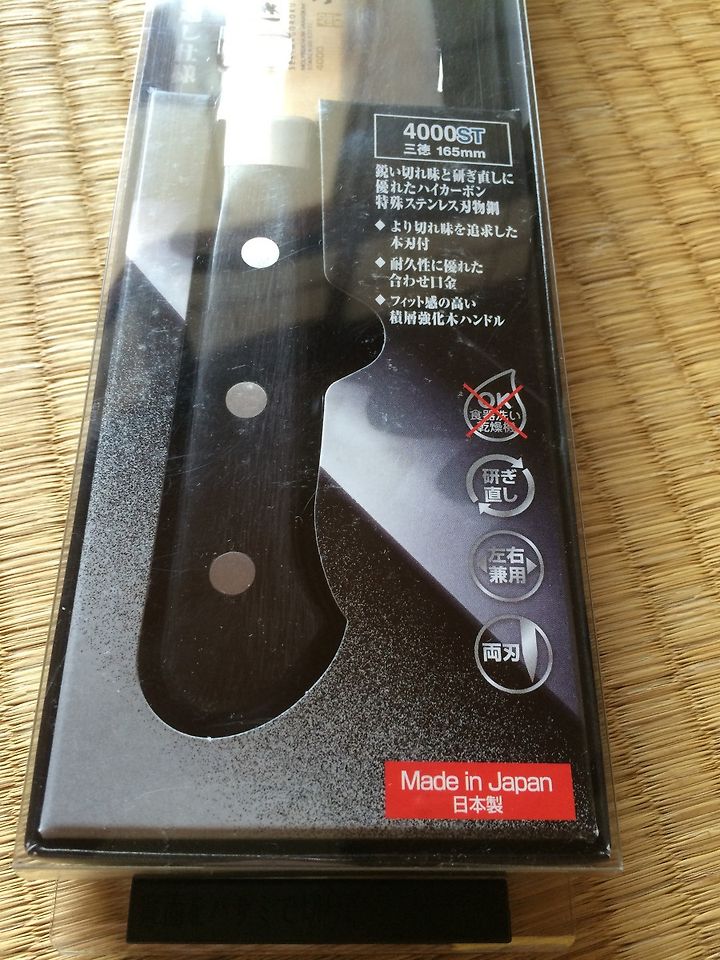 4000
4000ST
三徳 165mm
鋭い切れ味と研ぎ直しに
優れたハイカーボン
特殊ステンレス刃物鋼
◆ より切れ味を追求した
本刃付
◆ 耐久性に優れた
合わせ口金
◆ フィット感の高い
積層強化木ハンドル
OK
食器洗い
乾燥機
研ぎ
直し
左右
兼用
両刃
Made in Japan
日本製